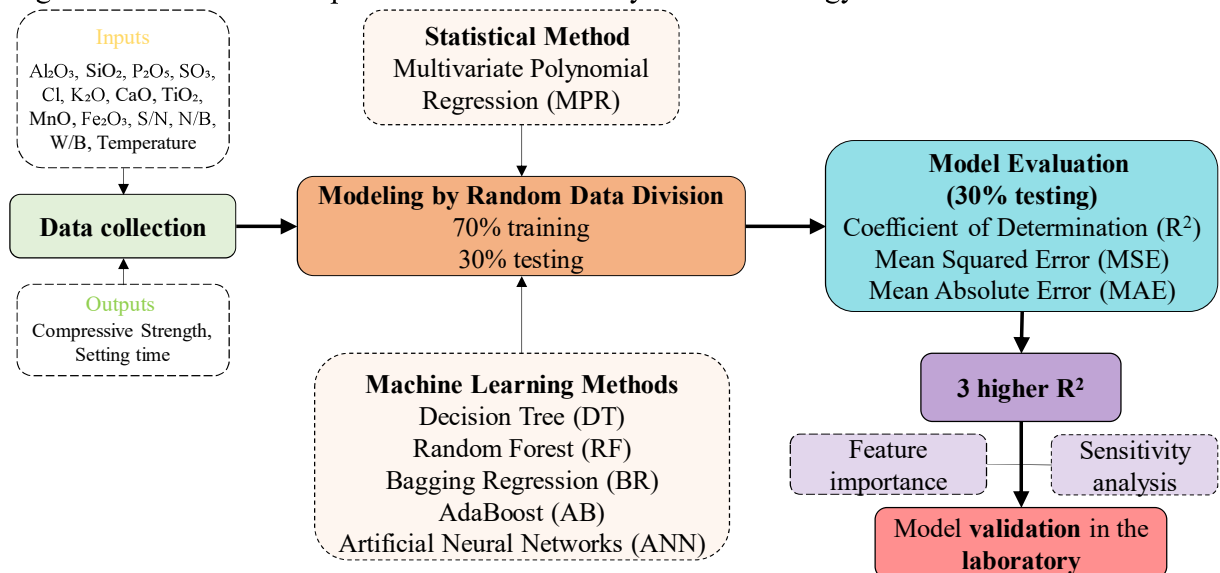 Inputs
Al₂O₃, SiO₂, P₂O₅, SO₃,
Cl, K₂O, CaO, TiO₂,
MnO, Fe₂O₃, S/N, N/B,
W/B, Temperature
Data collection
Outputs
Compressive Strength,
Setting time
Statistical Method
Multivariate Polynomial
Regression (MPR)
Modeling by Random Data Division
70% training
30% testing
Machine Learning Methods
Decision Tree (DT)
Random Forest (RF)
Bagging Regression (BR)
AdaBoost (AB)
Artificial Neural Networks (ANN)
Model Evaluation
(30% testing)
Coefficient of Determination (R²)
Mean Squared Error (MSE)
Mean Absolute Error (MAE)
3 higher R²
Feature
importance
Sensitivity
analysis
Model validation in the
laboratory